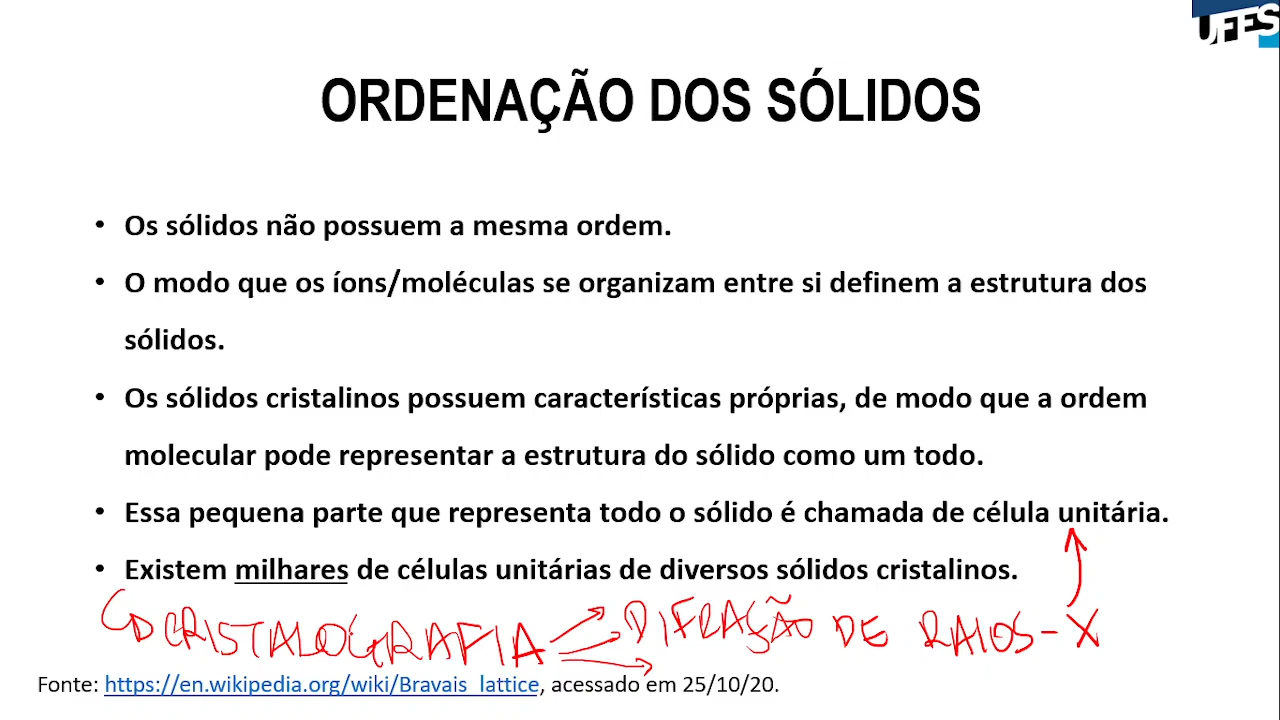 UFES
ORDENAÇÃO DOS SÓLIDOS
• Os sólidos não possuem a mesma ordem.
• O modo que os íons/moléculas se organizam entre si definem a estrutura dos
sólidos.
• Os sólidos cristalinos possuem características próprias, de modo que a ordem
molecular pode representar a estrutura do sólido como um todo.
• Essa pequena parte que representa todo o sólido é chamada de célula unitária.
• Existem milhares de células unitárias de diversos sólidos cristalinos.
CRISTALOGRAFIA DIFRAÇÃO DE RAIOS-X
Fonte: https://en.wikipedia.org/wiki/Bravais_lattice, acessado em 25/10/20.